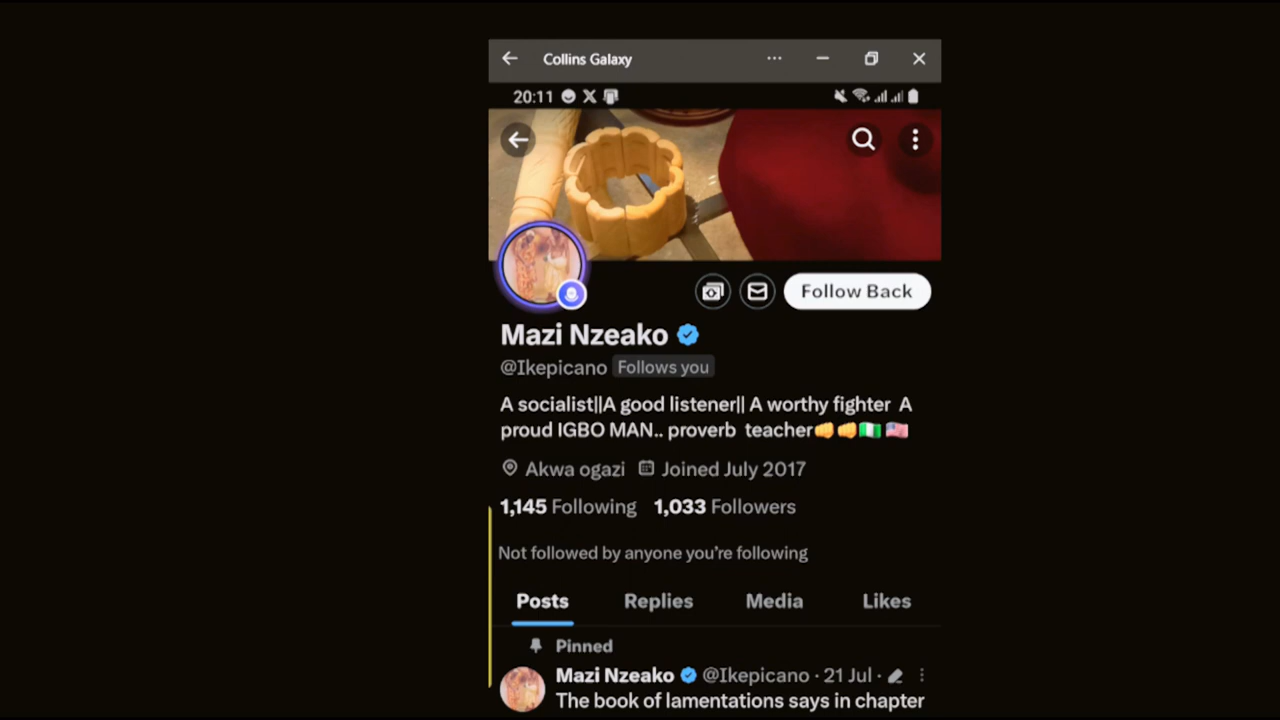 Collins Galaxy
20:11
Follow Back
Mazi Nzeako
@Ikepicano Follows you
A socialist||A good listener|| A worthy fighter A
proud IGBO MAN.. proverb teacher👊👊🇳🇬🇺🇸
Akwa ogazi Joined July 2017
1,145 Following 1,033 Followers
Not followed by anyone you’re following
Posts Replies Media Likes
Pinned
Mazi Nzeako @Ikepicano · 21 Jul ·
The book of lamentations says in chapter